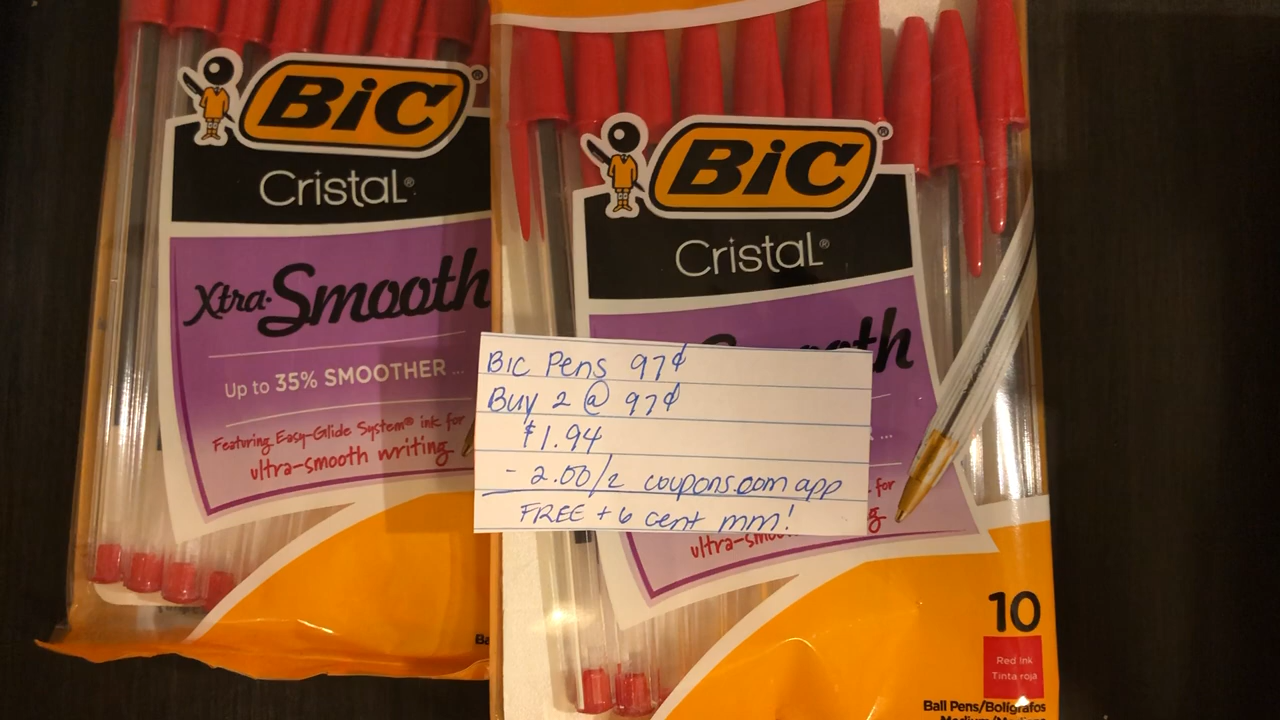 BiC®
Cristal®
Xtra-Smooth
Up to 35% SMOOTHER ...
Featuring Easy-Glide System® ink for
ultra-smooth writing
BiC®
Cristal®
BIC Pens 97¢
Buy 2 @ 97¢
$1.94
- 2.00/2 coupons.com app
FREE + 6 cent mm!
for
10
Red Ink
Tinta roja
Ball Pens/Bolígrafos